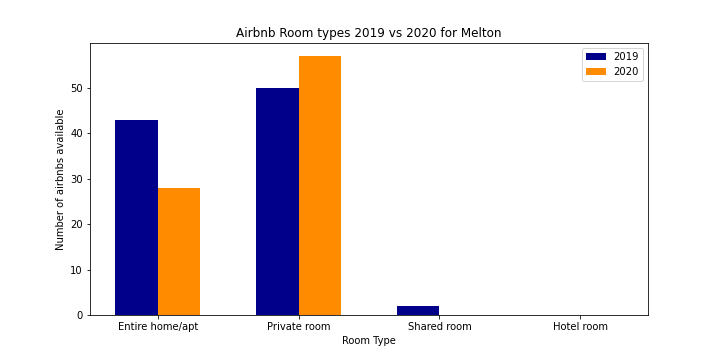 Airbnb Room types 2019 vs 2020 for Melton
2019
2020
Number of airbnbs available
50
40
30
20
10
0
Entire home/apt Private room Shared room Hotel room
Room Type